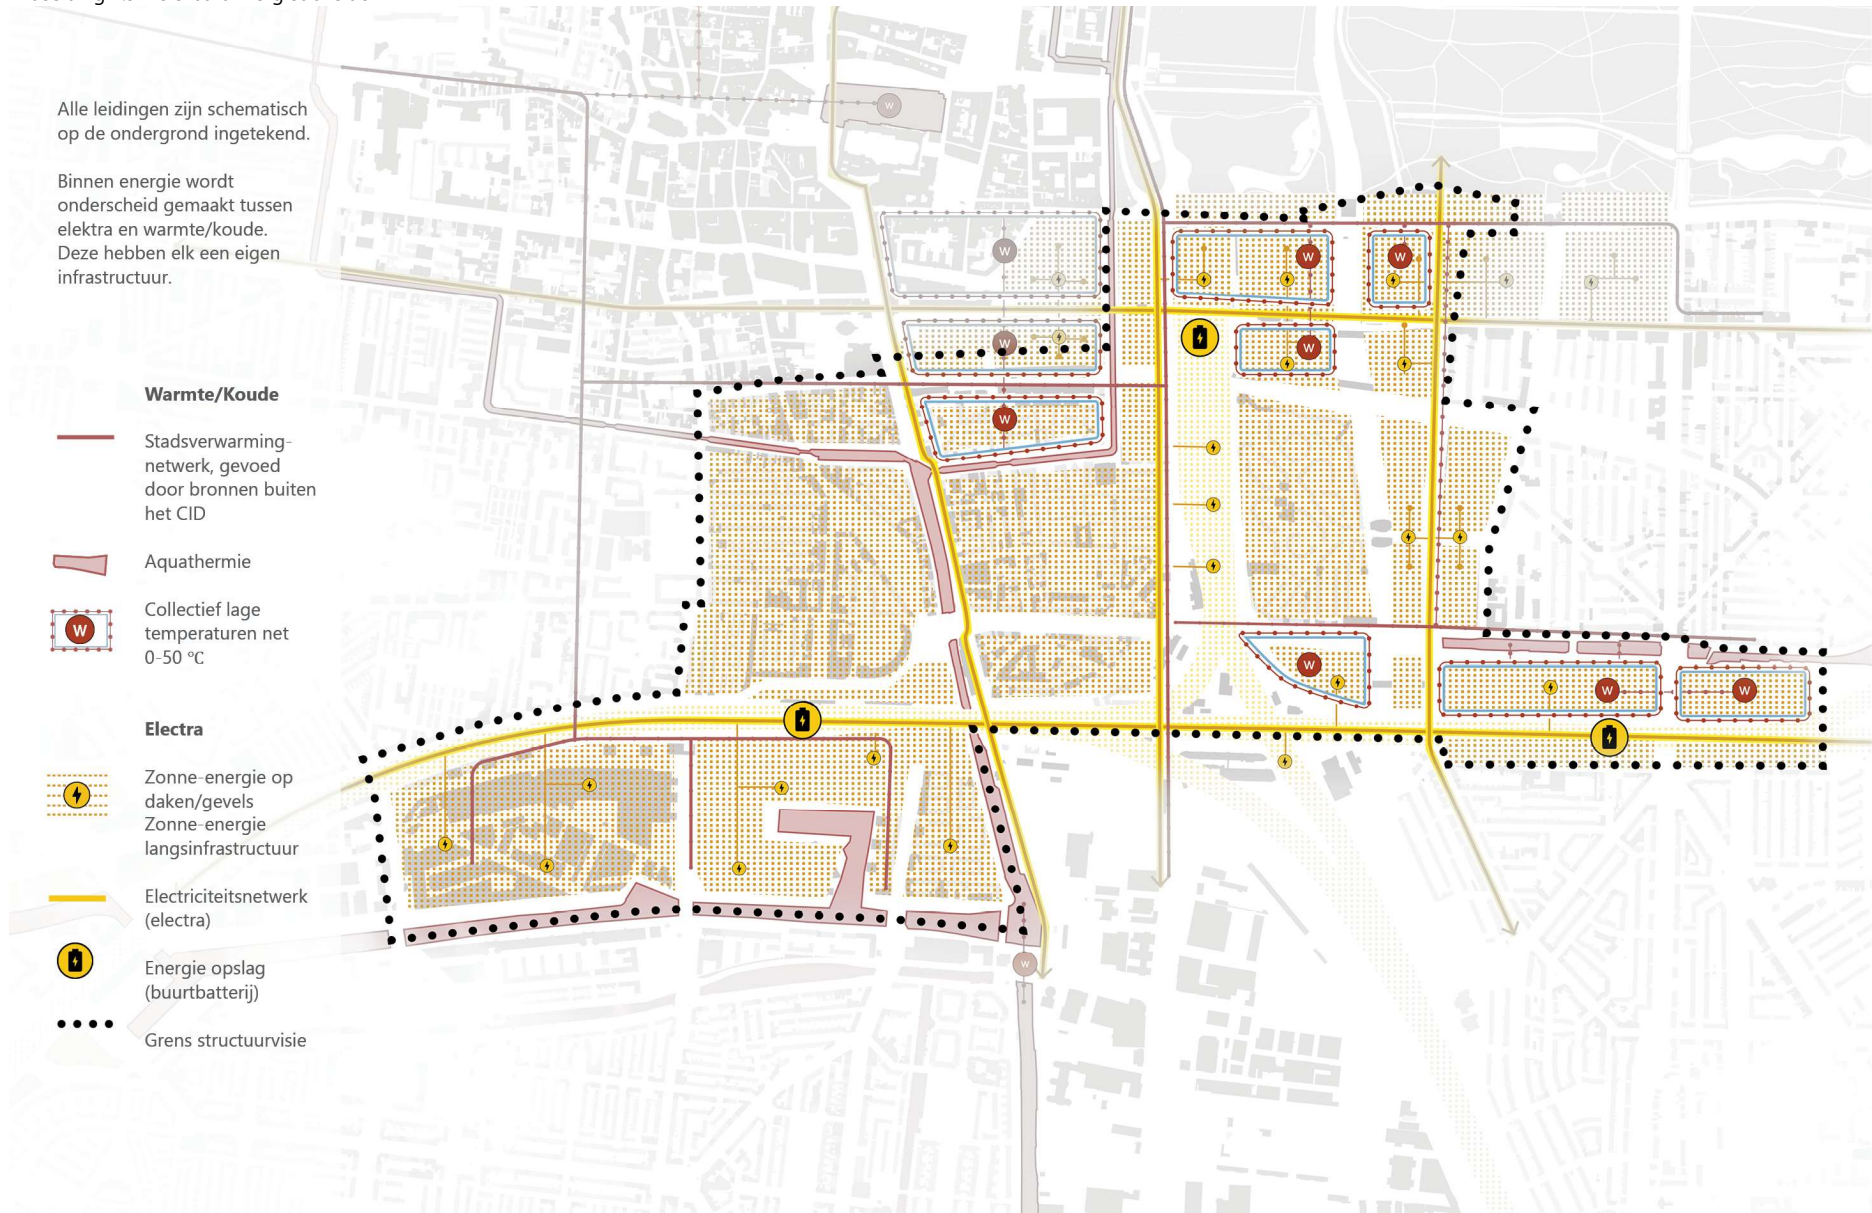 Alle leidingen zijn schematisch
op de ondergrond ingetekend.
Binnen energie wordt
onderscheid gemaakt tussen
elektra en warmte/koude.
Deze hebben elk een eigen
infrastructuur.
Warmte/Koude
Stadsverwarming-
netwerk, gevoed
door bronnen buiten
het CID
Aquathermie
W
Collectief lage
temperaturen net
0-50 °C
Electra
Zonne-energie op
daken/gevels
Zonne-energie
langsinfrastructuur
Electriciteitsnetwerk
(electra)
Energie opslag
(buurtbatterij)
Grens structuurvisie
W
W
W
W
W
W
W
W
W
W
W
W